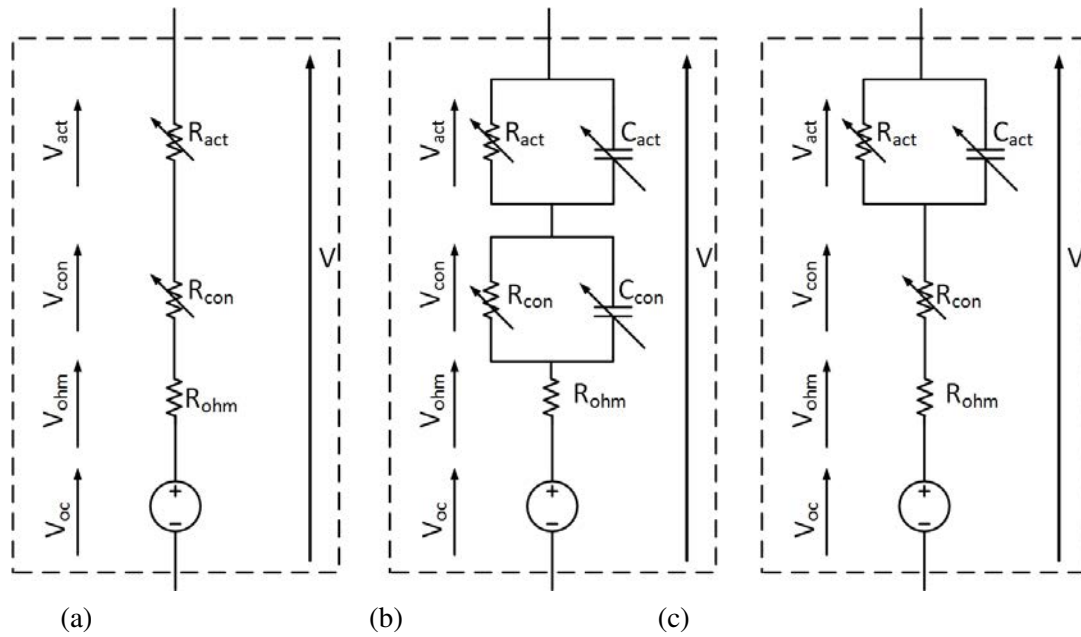 V_act
R_act
V_con
R_con
V
V_ohm
R_ohm
V_oc
+
−
(a)
V_act
R_act
C_act
V_con
R_con
C_con
V
V_ohm
R_ohm
V_oc
+
−
(b)
V_act
R_act
C_act
V_con
R_con
V
V_ohm
R_ohm
V_oc
+
−
(c)